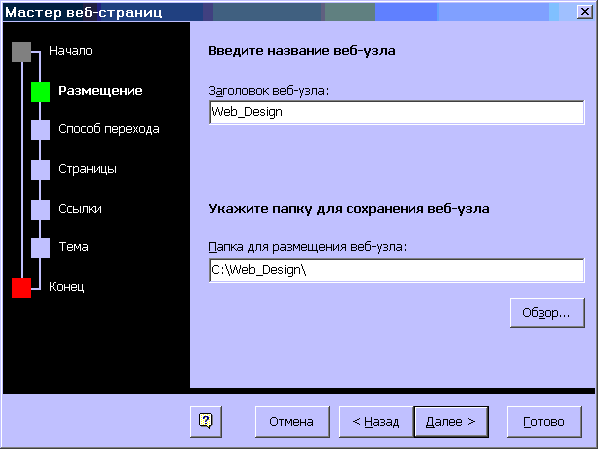 Мастер веб-страниц
Начало
Размещение
Способ перехода
Страницы
Ссылки
Тема
Конец
Введите название веб-узла
Заголовок веб-узла:
Web_Design
Укажите папку для сохранения веб-узла
Папка для размещения веб-узла:
C:\Web_Design\
Обзор...
?
Отмена
< Назад
Далее >
Готово